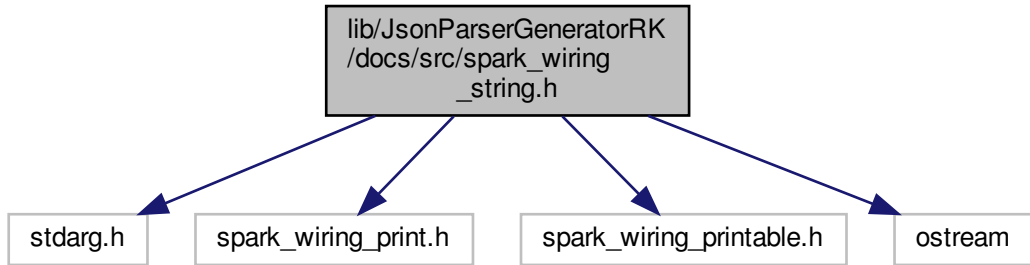 lib/JsonParserGeneratorRK
/docs/src/spark_wiring
_string.h
stdarg.h
spark_wiring_print.h
spark_wiring_printable.h
ostream